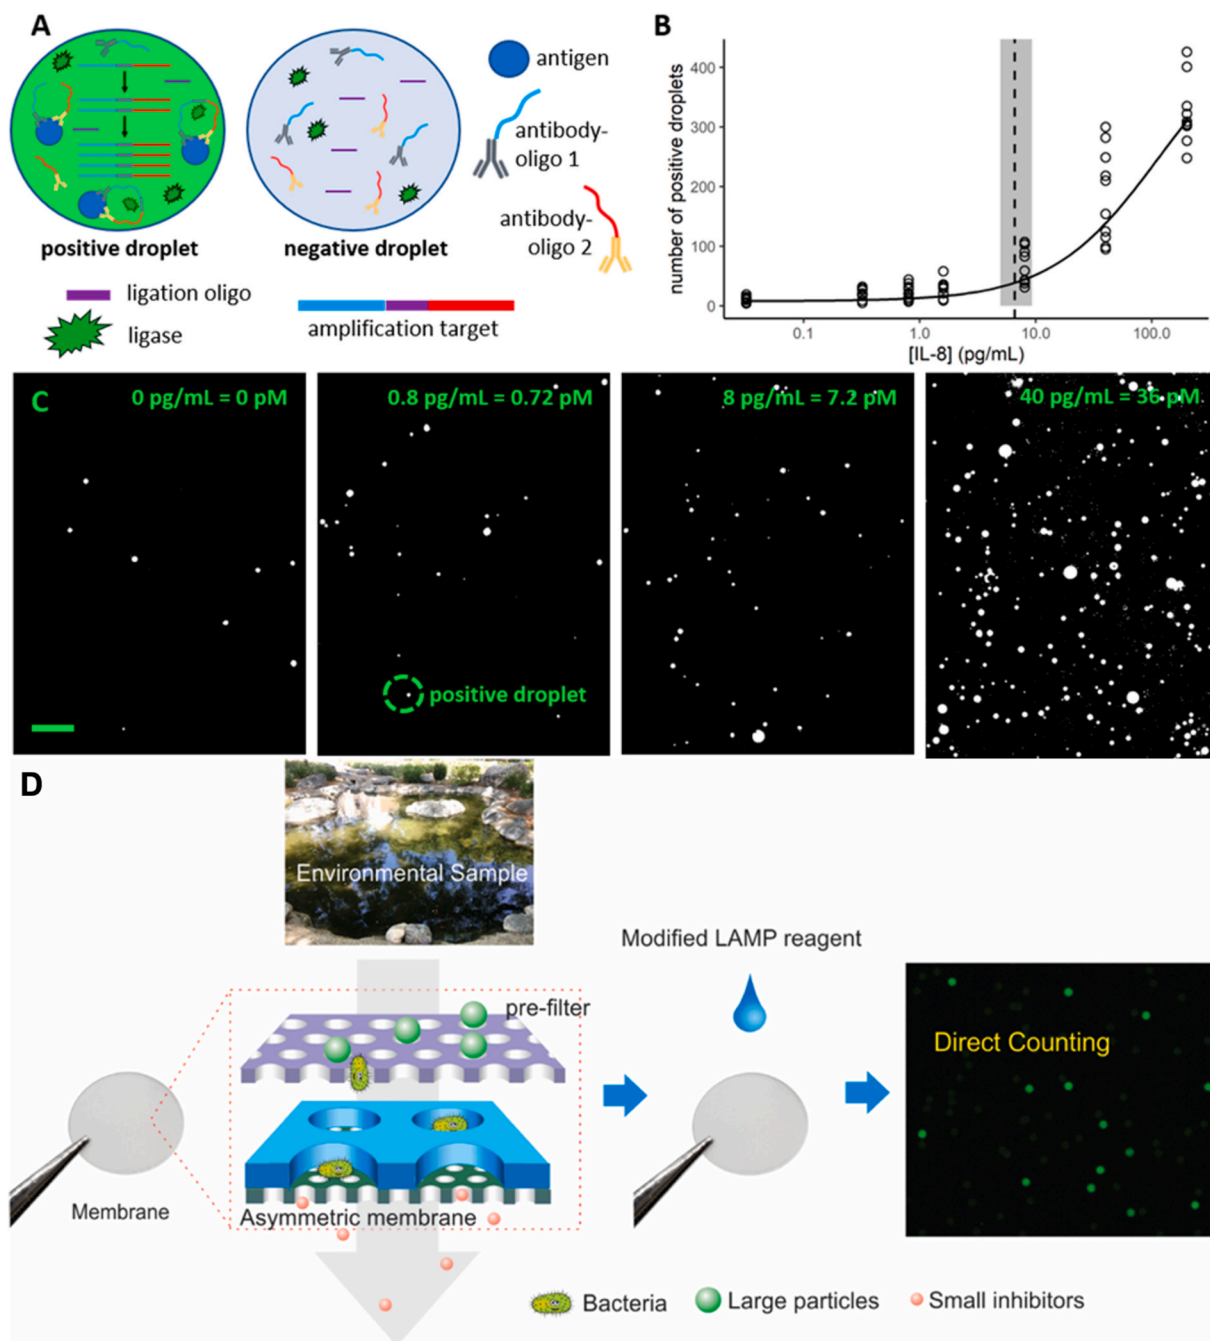 A
antigen
antibody-
oligo 1
antibody-
oligo 2
positive droplet
negative droplet
ligation oligo
ligase
amplification target
B
number of positive droplets
400
300
200
100
0
0.1
1.0
10.0
100.0
[IL-8] (pg/mL)
C
0 pg/mL = 0 pM
0.8 pg/mL = 0.72 pM
8 pg/mL = 7.2 pM
40 pg/mL = 36 pM
positive droplet
D
Environmental Sample
pre-filter
Modified LAMP reagent
Direct Counting
Membrane
Asymmetric membrane
Bacteria
Large particles
Small inhibitors